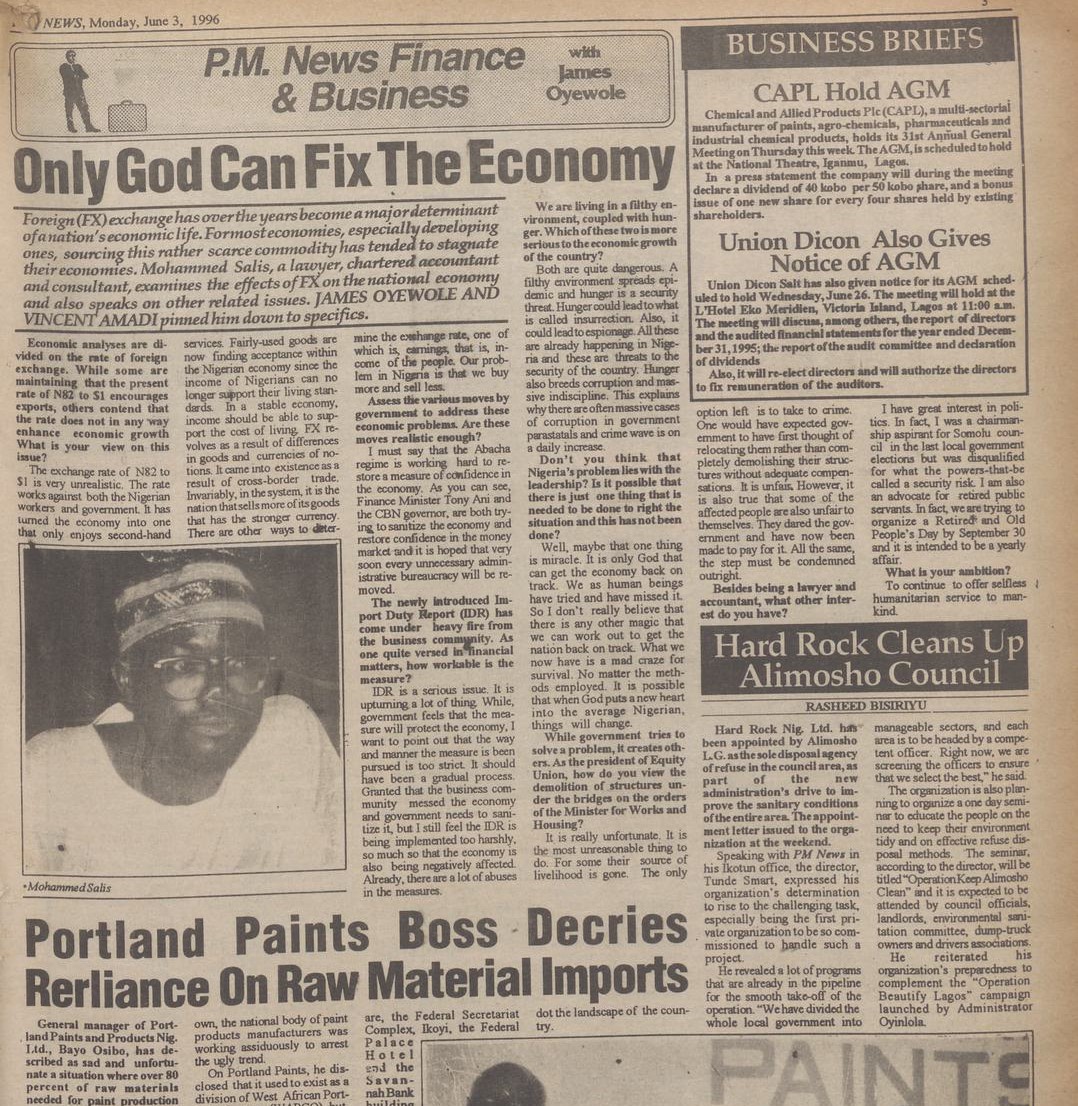 NEWS, Monday, June 3, 1996
P.M. News Finance
& Business
with
James
Oyewole
Only God Can Fix The Economy
Foreign (FX) exchange has over the years become a major determinant
of a nation's economic life. For most economies, especially developing
ones, sourcing this rather scarce commodity has tended to stagnate
their economies. Mohammed Salis, a lawyer, chartered accountant
and consultant, examines the effects of FX on the national economy
and also speaks on other related issues. JAMES OYEWOLE AND
VINCENT AMADI pinned him down to specifics.
Economic analyses are di-
vided on the rate of foreign
exchange. While some are
maintaining that the present
rate of N82 to $1 encourages
exports, others contend that
the rate does not in any way
enhance economic growth
What is your view on this
issue?
The exchange rate of N82 to
$1 is very unrealistic. The rate
works against both the Nigerian
workers and government. It has
turned the economy into one
that only enjoys second-hand
services. Fairly-used goods are
now finding acceptance within
the Nigerian economy since the
income of Nigerians can no
longer support their living stan-
dards. In a stable economy,
income should be able to sup-
port the cost of living. FX re-
volves as a result of differences
in goods and currencies of no-
tions. It came into existence as a
result of cross-border trade.
Invariably, in the system, it is the
nation that sells more of its goods
that has the stronger currency.
There are other ways to deter-
mine the exhange rate, one of
which is, earnings, that is, in-
come of the people. Our prob-
lem in Nigeria is that we buy
more and sell less.
Assess the various moves by
government to address these
economic problems. Are these
moves realistic enough?
I must say that the Abacha
regime is working hard to re-
store a measure of confidence in
the economy. As you can see,
Finance Minister Tony Ani and
the CBN governor, are both try-
ing to sanitize the economy and
restore confidence in the money
market and it is hoped that very
soon every unnecessary admin-
istrative bureaucracy will be re-
moved.
The newly introduced Im-
port Duty Report (IDR) has
come under heavy fire from
the business community. As
one quite versed in financial
matters, how workable is the
measure?
IDR is a serious issue. It is
upturning a lot of thing. While,
government feels that the mea-
sure will protect the economy, I
want to point out that the way
and manner the measure is been
pursued is too strict. It should
have been a gradual process.
Granted that the business com-
munity messed the economy
and government needs to sani-
tize it, but I still feel the IDR is
being implemented too harshly,
so much so that the economy is
also being negatively affected.
Already, there are a lot of abuses
in the measures.
We are living in a filthy en-
vironment, coupled with hun-
ger. Which of these two is more
serious to the economic growth
of the country?
Both are quite dangerous. A
filthy environment spreads epi-
demic and hunger is a security
threat. Hunger could lead to what
is called insurrection. Also, it
could lead to espionage. All these
are already happening in Nige-
ria and these are threats to the
security of the country. Hunger
also breeds corruption and mas-
sive indiscipline. This explains
why there are often massive cases
of corruption in government
parastatals and crime wave is on
a daily increase.
Don't you think that
Nigeria's problem lies with the
leadership? Is it possible that
there is just one thing that is
needed to be done to right the
situation and this has not been
done?
Well, maybe that one thing
is miracle. It is only God that
can get the economy back on
track. We as human beings
have tried and have missed it.
So I don't really believe that
there is any other magic that
we can work out to get the
nation back on track. What we
now have is a mad craze for
survival. No matter the meth-
ods employed. It is possible
that when God puts a new heart
into the average Nigerian,
things will change.
While government tries to
solve a problem, it creates oth-
ers. As the president of Equity
Union, how do you view the
demolition of structures un-
der the bridges on the orders
of the Minister for Works and
Housing?
It is really unfortunate. It is
the most unreasonable thing to
do. For some their source of
livelihood is gone. The only
option left is to take to crime.
One would have expected gov-
ernment to have first thought of
relocating them rather than com-
pletely demolishing their struc-
tures without adequate compen-
sations. It is unfair. However, it
is also true that some of the
affected people are also unfair to
themselves. They dared the gov-
ernment and have now been
made to pay for it. All the same,
the step must be condemned
outright.
Besides being a lawyer and
accountant, what other inter-
est do you have?
I have great interest in poli-
tics. In fact, I was a chairman-
ship aspirant for Somolu coun-
cil in the last local government
elections but was disqualified
for what the powers-that-be
called a security risk. I am also
an advocate for retired public
servants. In fact, we are trying to
organize a Retired and Old
People's Day by September 30
and it is intended to be a yearly
affair.
What is your ambition?
To continue to offer selfless
humanitarian service to man-
kind.
•Mohammed Salis
BUSINESS BRIEFS
CAPL Hold AGM
Chemical and Allied Products Plc (CAPL), a multi-sectorial
manufacturer of paints, agro-chemicals, pharmaceuticals and
industrial chemical products, holds its 31st Annual General
Meeting on Thursday this week. The AGM, is scheduled to hold
at the National Theatre, Iganmu, Lagos.
In a press statement the company will during the meeting
declare a dividend of 40 kobo per 50 kobo share, and a bonus
issue of one new share for every four shares held by existing
shareholders.
Union Dicon Also Gives
Notice of AGM
Union Dicon Salt has also given notice for its AGM sched-
uled to hold Wednesday, June 26. The meeting will hold at the
L'Hotel Eko Meridien, Victoria Island, Lagos at 11:00 a.m.
The meeting will discuss, among others, the report of directors
and the audited financial statements for the year ended Decem-
ber 31, 1995; the report of the audit committee and declaration
of dividends
Also, it will re-elect directors and will authorize the directors
to fix remuneration of the auditors.
Hard Rock Cleans Up
Alimosho Council
RASHEED BISIRIYU
Hard Rock Nig. Ltd. has
been appointed by Alimosho
L.G. as the sole disposal agency
of refuse in the council area, as
part of the new
administration's drive to im-
prove the sanitary conditions
of the entire area. The appoint-
ment letter issued to the orga-
nization at the weekend.
Speaking with PM News in
his Ikotun office, the director,
Tunde Smart, expressed his
organization's determination
to rise to the challenging task,
especially being the first pri-
vate organization to be so com-
missioned to handle such a
project.
He revealed a lot of programs
that are already in the pipeline
for the smooth take-off of the
operation. "We have divided the
whole local government into
manageable sectors, and each
area is to be headed by a compe-
tent officer. Right now, we are
screening the officers to ensure
that we select the best," he said.
The organization is also plan-
ning to organize a one day semi-
nar to educate the people on the
need to keep their environment
tidy and on effective refuse dis-
posal methods. The seminar,
according to the director, will be
titled "Operation Keep Alimosho
Clean" and it is expected to be
attended by council officials,
landlords, environmental sani-
tation committee, dump-truck
owners and drivers associations.
He reiterated his
organization's preparedness to
complement the "Operation
Beautify Lagos" campaign
launched by Administrator
Oyinlola.
Portland Paints Boss Decries
Rerliance On Raw Material Imports
General manager of Port-
land Paints and Products Nig.
Ltd., Bayo Osibo, has de-
scribed as sad and unfortu-
nate a situation where over 80
percent of raw materials
needed for paint production
own, the national body of paint
products manufacturers was
working assiduously to arrest
the ugly trend.
On Portland Paints, he dis-
closed that it used to exist as a
division of West African Port-
are, the Federal Secretariat
Complex, Ikoyi, the Federal
Palace
Hotel
and the
Savan-
nah Bank
building
dot the landscape of the coun-
try.
PAINTS